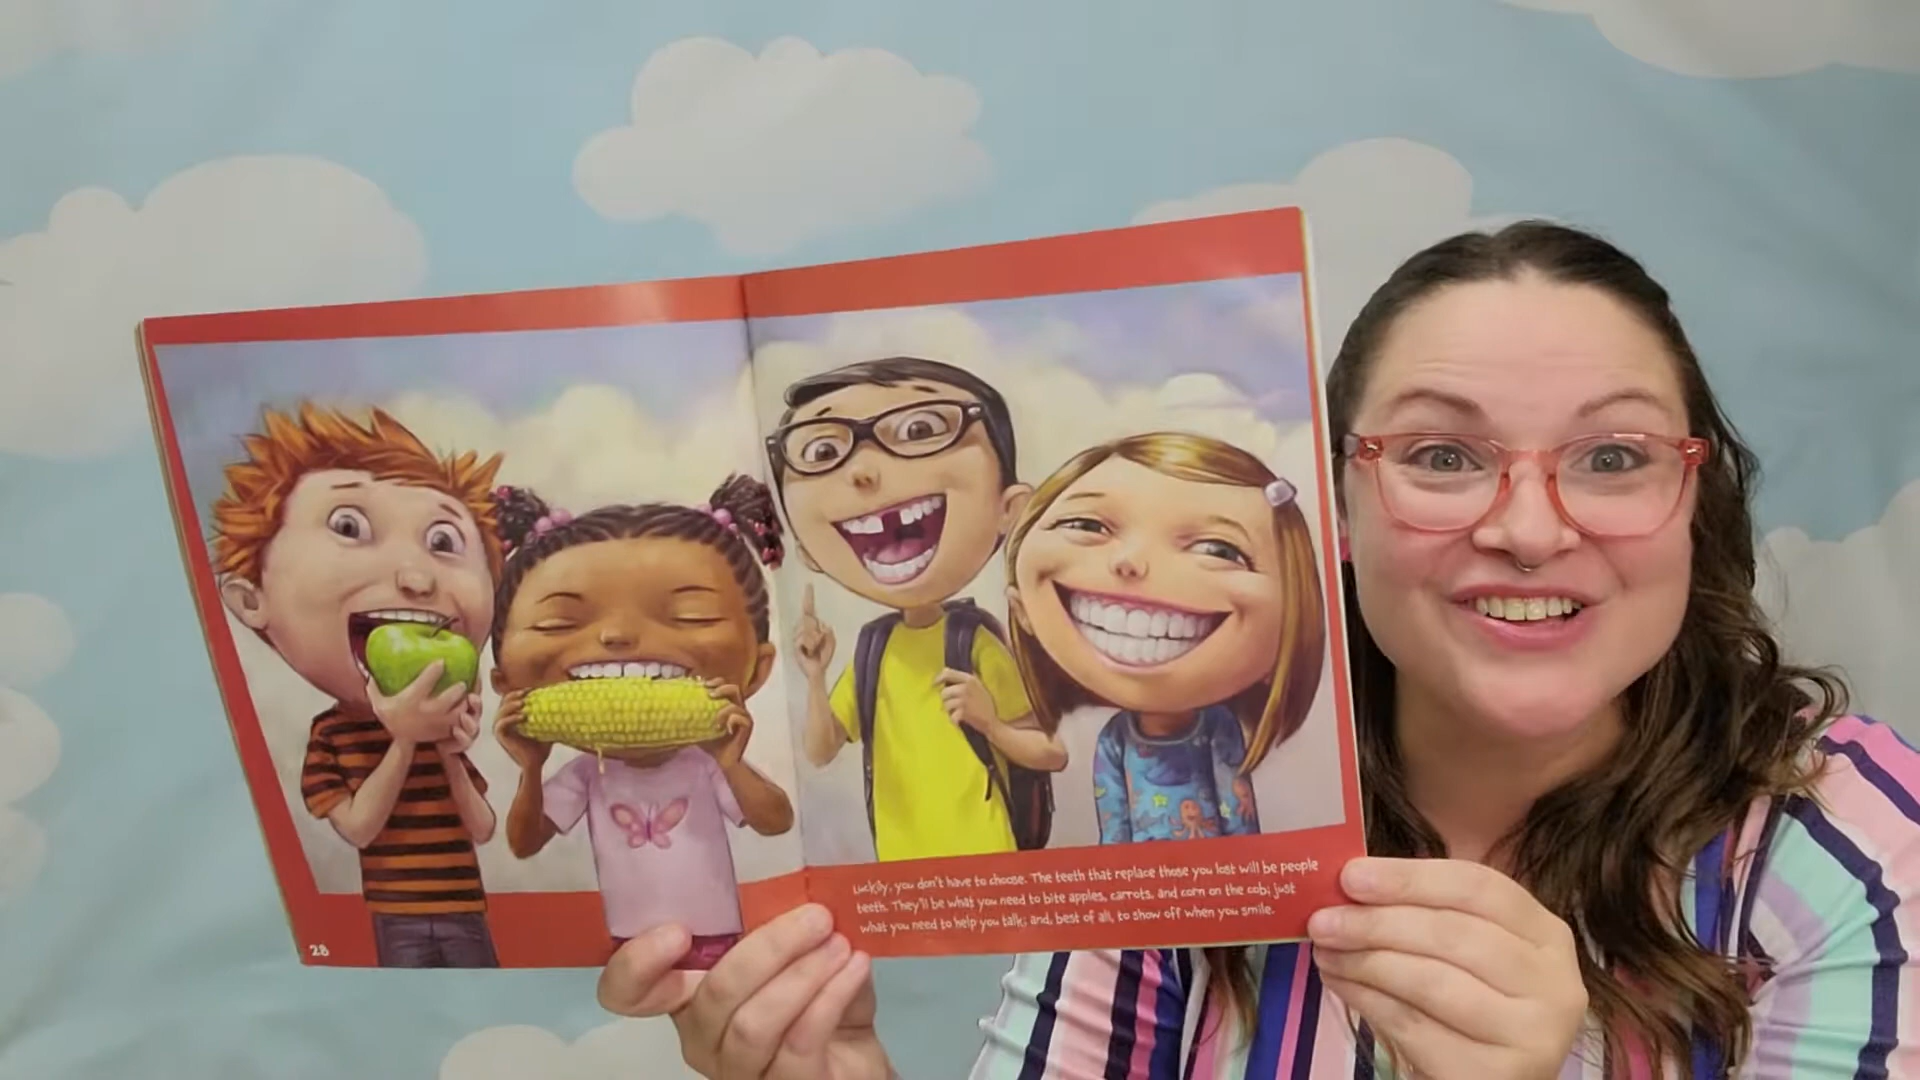 Luckily, you don't have to choose. The teeth that replace those you lost will be people
teeth. They'll be what you need to bite apples, carrots, and corn on the cob; just
what you need to help you talk; and, best of all, to show off when you smile.
28